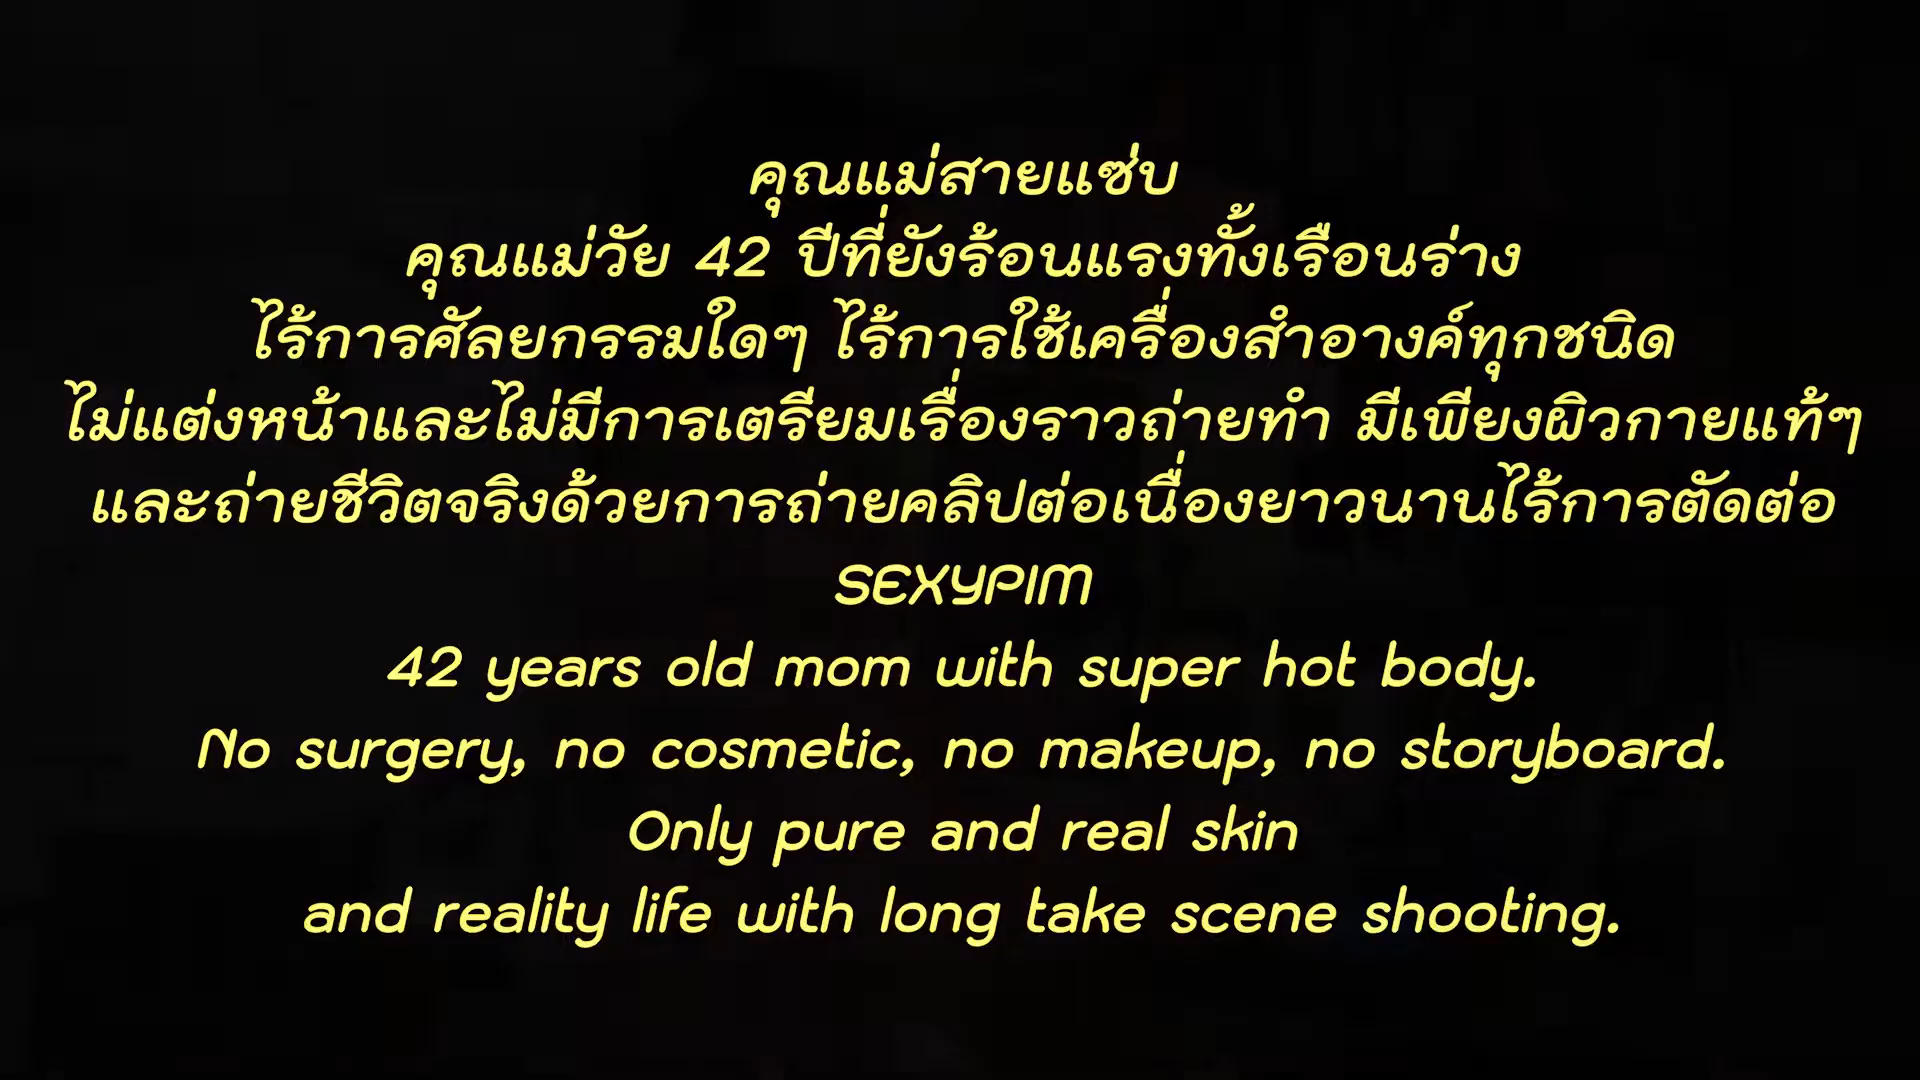 คุณแม่สายแซ่บ
คุณแม่วัย 42 ปีที่ยังร้อนแรงทั้งเรือนร่าง
ไร้การศัลยกรรมใดๆ ไร้การใช้เครื่องสำอางค์ทุกชนิด
ไม่แต่งหน้าและไม่มีการเตรียมเรื่องราวถ่ายทำ มีเพียงผิวกายแท้ๆ
และถ่ายชีวิตจริงด้วยการถ่ายคลิปต่อเนื่องยาวนานไร้การตัดต่อ
SEXYPIM
42 years old mom with super hot body.
No surgery, no cosmetic, no makeup, no storyboard.
Only pure and real skin
and reality life with long take scene shooting.